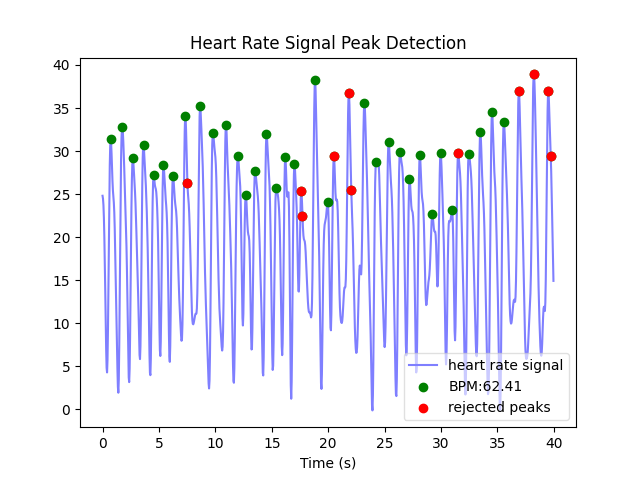 Heart Rate Signal Peak Detection
40
35
30
25
20
15
10
5
0
heart rate signal
BPM:62.41
rejected peaks
0 5 10 15 20 25 30 35 40
Time (s)